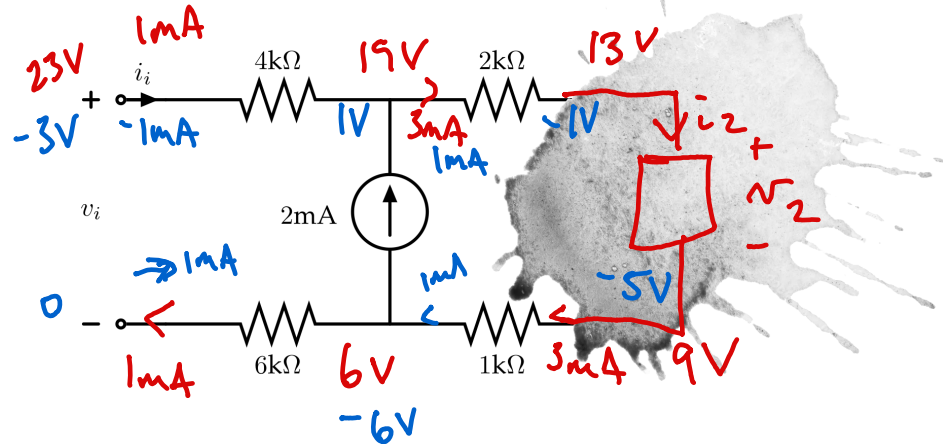 1mA
23V
i_i
4kΩ
19V
2kΩ
13V
+
-3V
-1mA
1V
3mA
1mA
-1V
i_2
+
v_i
2mA
v_2
-
1mA
1mA
-5V
0
−
1mA
6kΩ
6V
1kΩ
3mA
9V
-6V